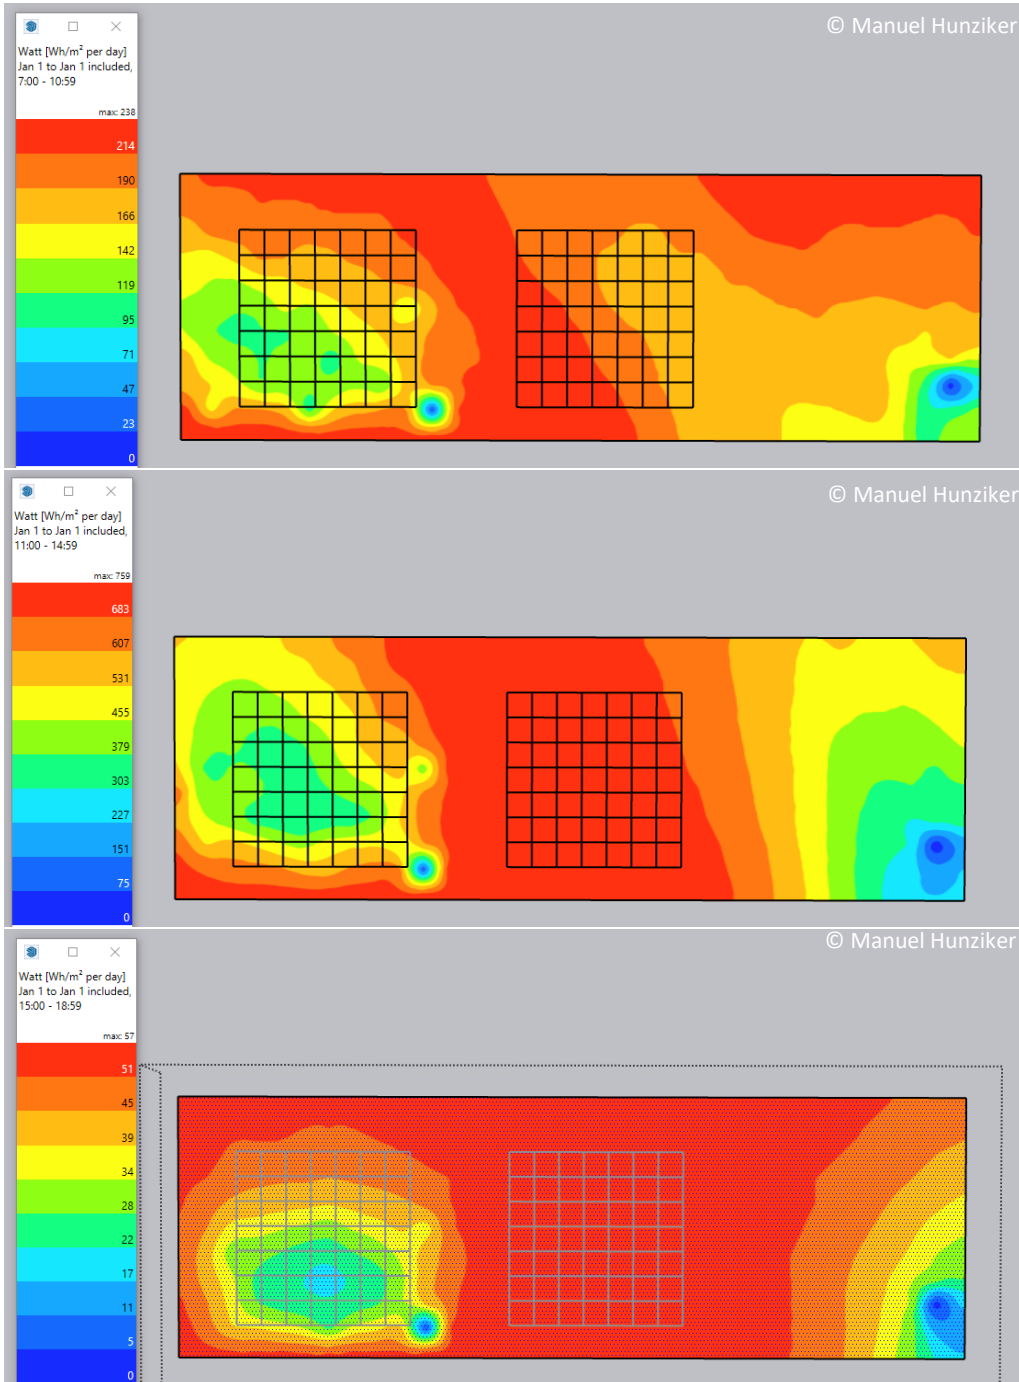 © Manuel Hunziker
Watt [Wh/m² per day]
Jan 1 to Jan 1 included,
7:00 - 10:59
max: 238
214
190
166
142
119
95
71
47
23
0
© Manuel Hunziker
Watt [Wh/m² per day]
Jan 1 to Jan 1 included,
11:00 - 14:59
max: 759
683
607
531
455
379
303
227
151
75
0
© Manuel Hunziker
Watt [Wh/m² per day]
Jan 1 to Jan 1 included,
15:00 - 18:59
max: 57
51
45
39
34
28
22
17
11
5
0